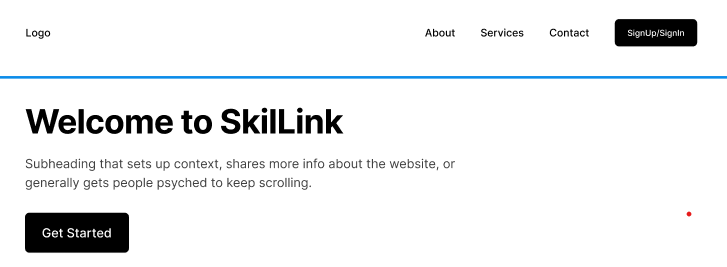 Logo
About
Services
Contact
SignUp/SignIn
Welcome to SkilLink
Subheading that sets up context, shares more info about the website, or
generally gets people psyched to keep scrolling.
Get Started